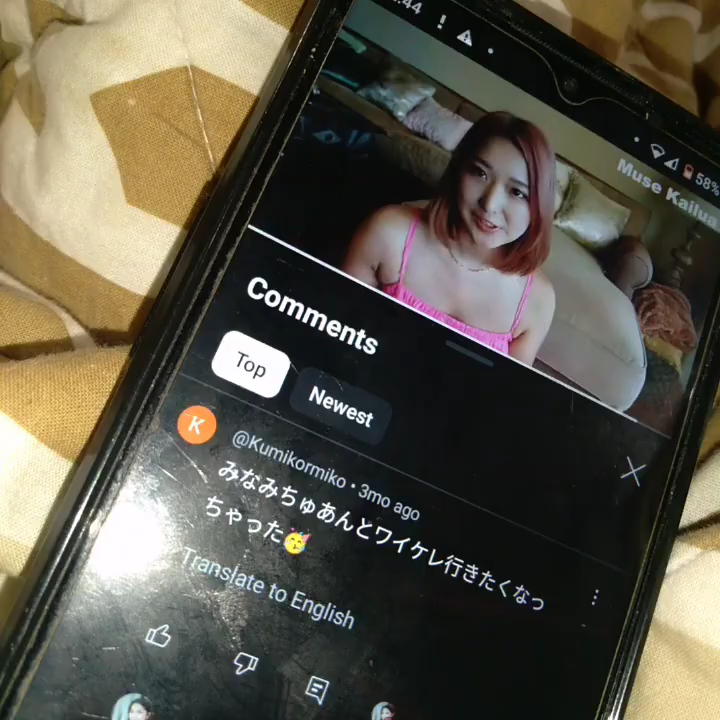 :44
58%
Muse Kailua
Comments
Top
Newest
K
@Kumikormiko • 3mo ago
みなみちゅあんとワイケレ行きたくなっ
ちゃった🥳
Translate to English